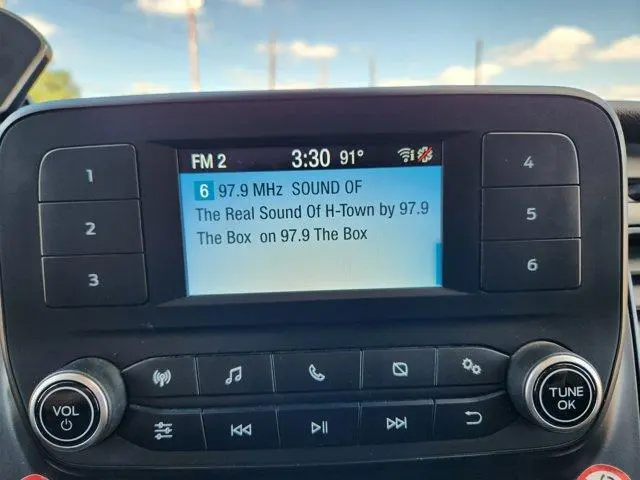 FM 2 3:30 91°
6 97.9 MHz SOUND OF
The Real Sound Of H-Town by 97.9
The Box on 97.9 The Box
1
2
3
4
5
6
VOL
TUNE
OK